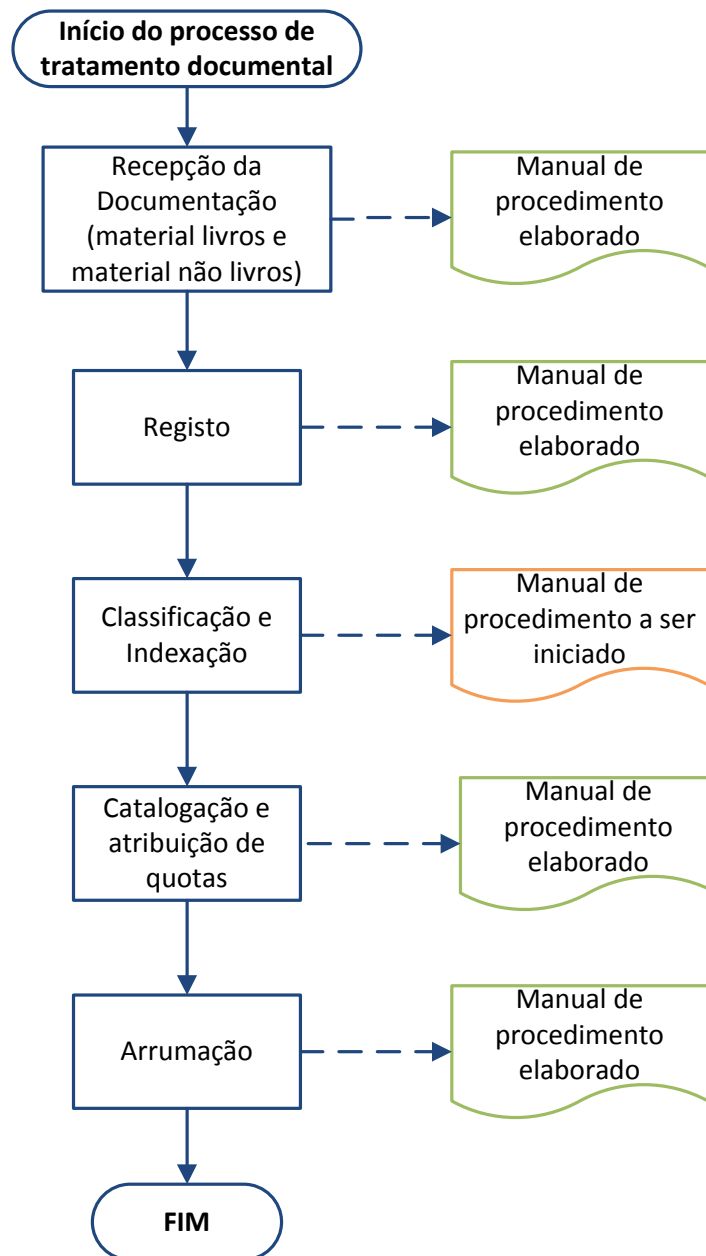 Início do processo de
tratamento documental
Recepção da
Documentação
(material livros e
material não livros)
Manual de
procedimento
elaborado
Registo
Manual de
procedimento
elaborado
Classificação e
Indexação
Manual de
procedimento a ser
iniciado
Catalogação e
atribuição de
quotas
Manual de
procedimento
elaborado
Arrumação
Manual de
procedimento
elaborado
FIM